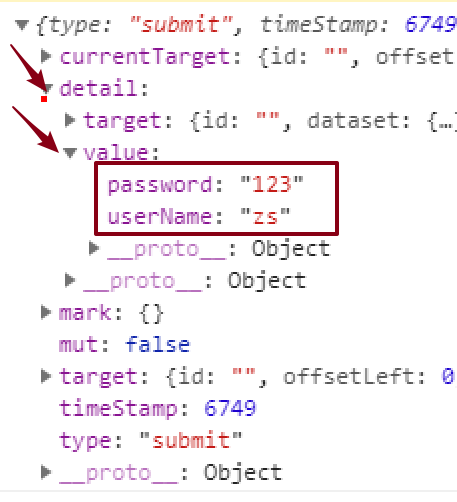 {type: "submit", timeStamp: 6749
currentTarget: {id: "", offset
detail:
target: {id: "", dataset: {…}
value:
password: "123"
userName: "zs"
__proto__: Object
__proto__: Object
mark: {}
mut: false
target: {id: "", offsetLeft: 0
timeStamp: 6749
type: "submit"
__proto__: Object